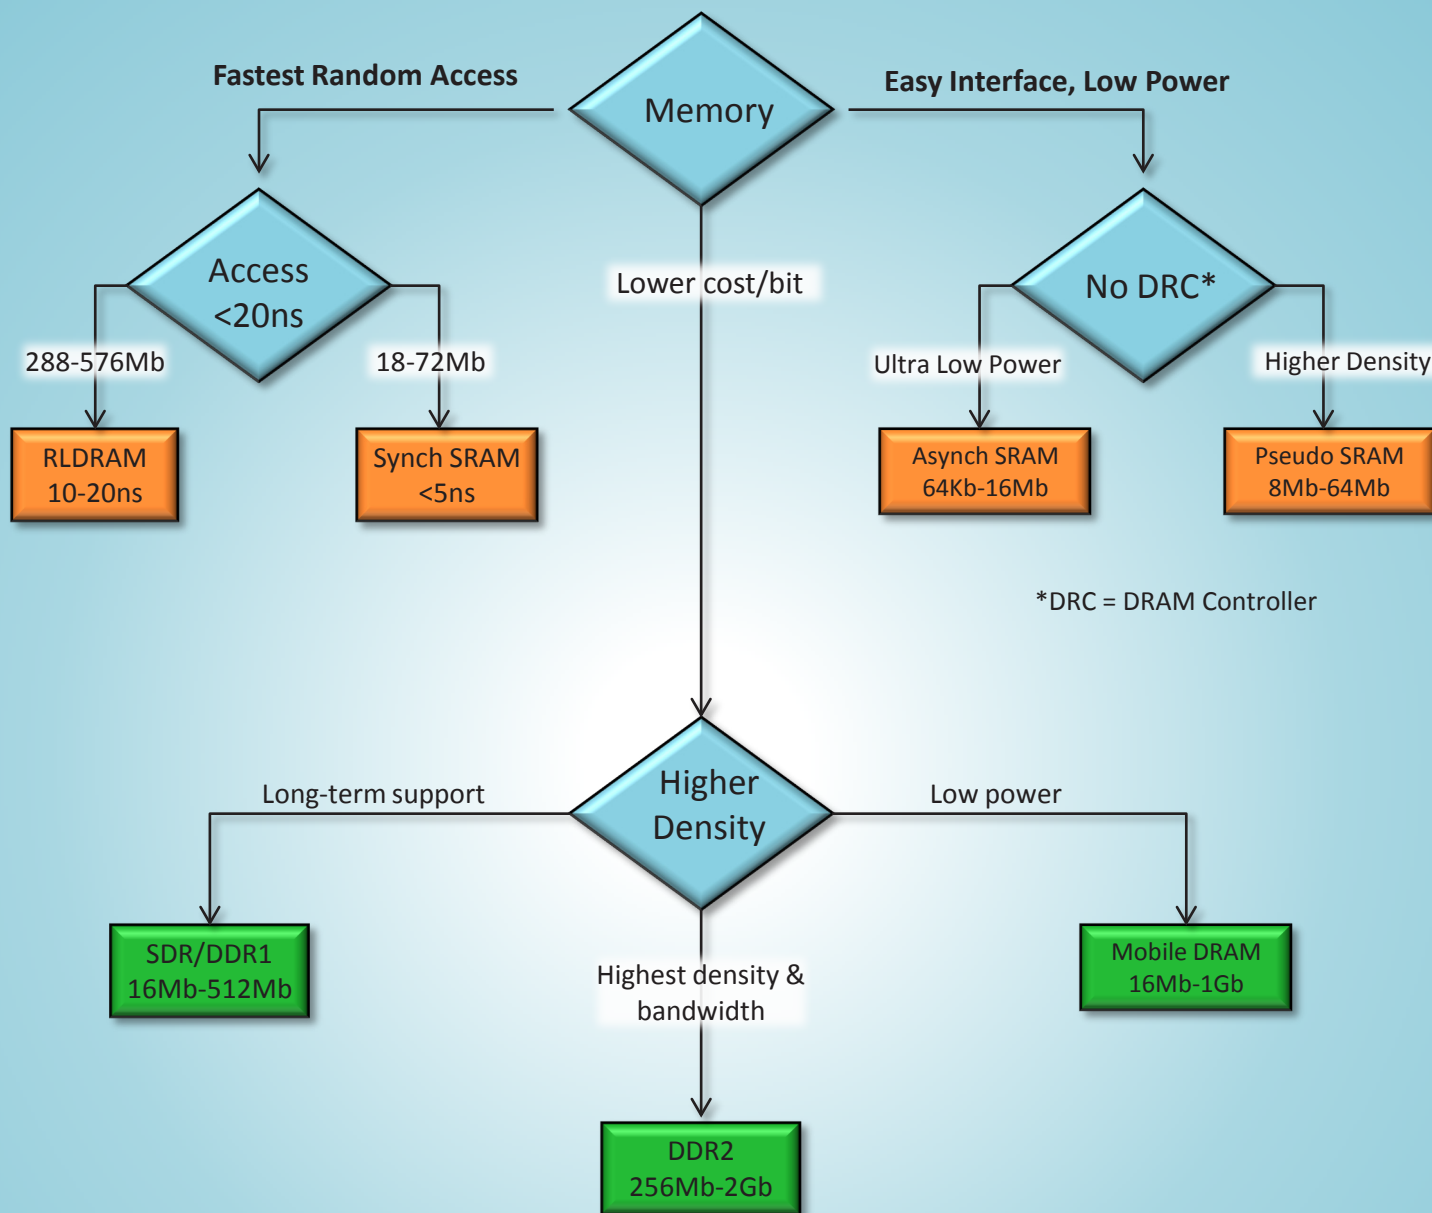 Fastest Random Access
Memory
Easy Interface, Low Power
Access
<20ns
Lower cost/bit
No DRC*
288-576Mb
18-72Mb
Ultra Low Power
Higher Density
RLDRAM
10-20ns
Synch SRAM
<5ns
Asynch SRAM
64Kb-16Mb
Pseudo SRAM
8Mb-64Mb
*DRC = DRAM Controller
Higher
Density
Long-term support
Low power
SDR/DDR1
16Mb-512Mb
Highest density &
bandwidth
Mobile DRAM
16Mb-1Gb
DDR2
256Mb-2Gb